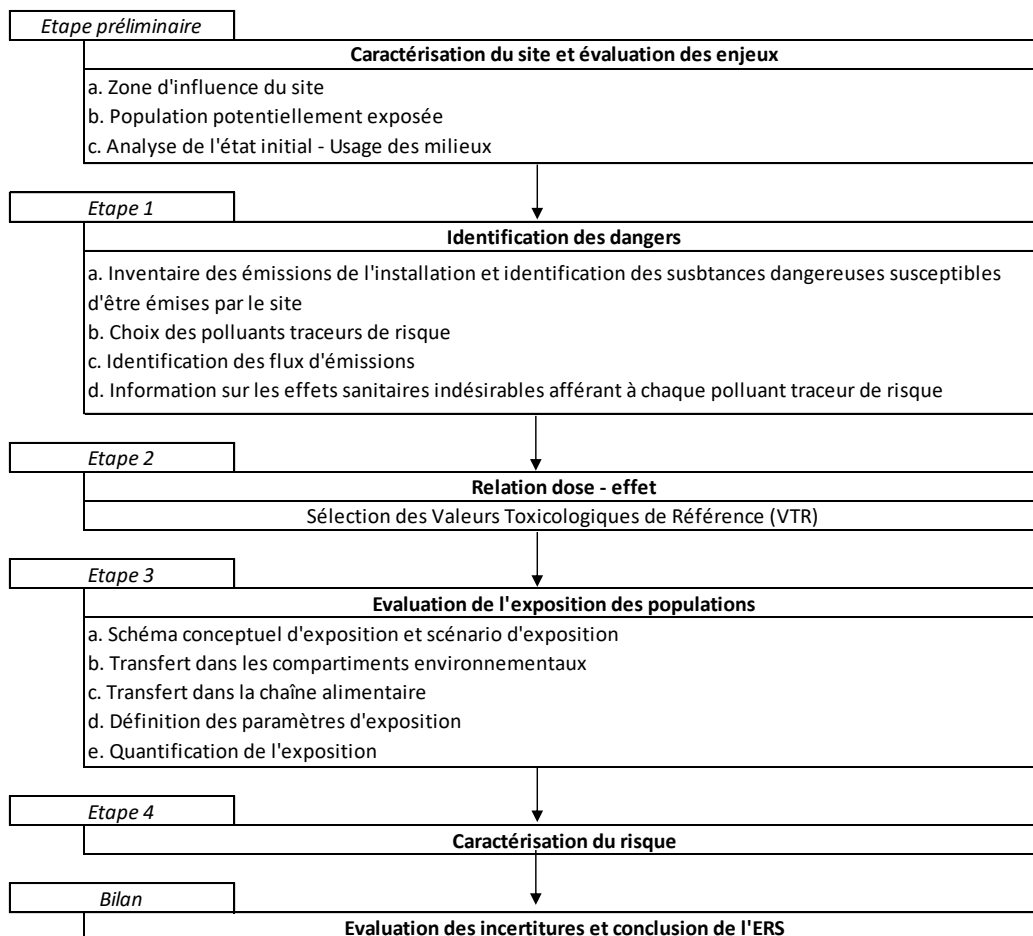 Etape préliminaire
Caractérisation du site et évaluation des enjeux
a. Zone d'influence du site
b. Population potentiellement exposée
c. Analyse de l'état initial - Usage des milieux
Etape 1
Identification des dangers
a. Inventaire des émissions de l'installation et identification des susbtances dangereuses susceptibles
d'être émises par le site
b. Choix des polluants traceurs de risque
c. Identification des flux d'émissions
d. Information sur les effets sanitaires indésirables afférant à chaque polluant traceur de risque
Etape 2
Relation dose - effet
Sélection des Valeurs Toxicologiques de Référence (VTR)
Etape 3
Evaluation de l'exposition des populations
a. Schéma conceptuel d'exposition et scénario d'exposition
b. Transfert dans les compartiments environnementaux
c. Transfert dans la chaîne alimentaire
d. Définition des paramètres d'exposition
e. Quantification de l'exposition
Etape 4
Caractérisation du risque
Bilan
Evaluation des incertitures et conclusion de l'ERS